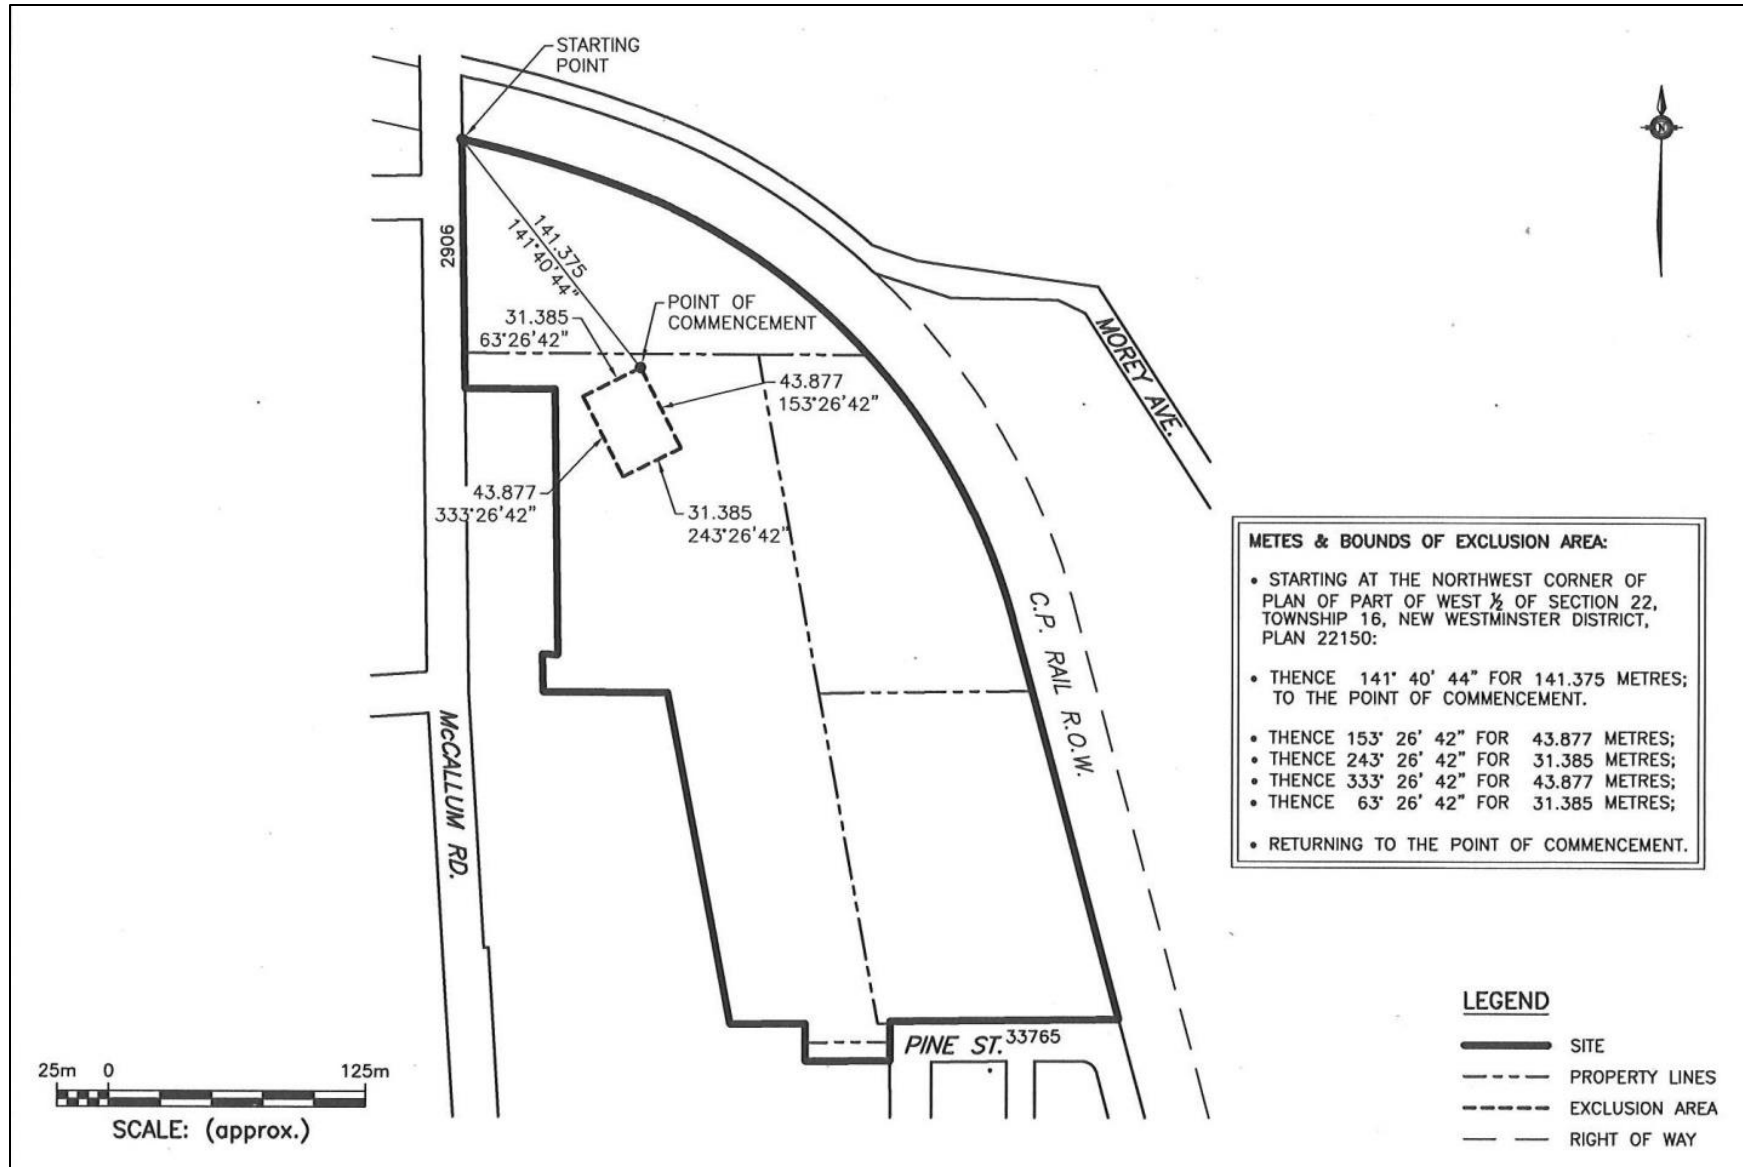 STARTING
POINT
N
2906
141.375
141°40'44"
POINT OF
COMMENCEMENT
31.385
63°26'42"
43.877
153°26'42"
MOREY AVE.
43.877
333°26'42"
31.385
243°26'42"
METES & BOUNDS OF EXCLUSION AREA:
• STARTING AT THE NORTHWEST CORNER OF
PLAN OF PART OF WEST ½ OF SECTION 22,
TOWNSHIP 16, NEW WESTMINSTER DISTRICT,
PLAN 22150:
• THENCE 141° 40' 44" FOR 141.375 METRES;
TO THE POINT OF COMMENCEMENT.
• THENCE 153° 26' 42" FOR 43.877 METRES;
• THENCE 243° 26' 42" FOR 31.385 METRES;
• THENCE 333° 26' 42" FOR 43.877 METRES;
• THENCE 63° 26' 42" FOR 31.385 METRES;
• RETURNING TO THE POINT OF COMMENCEMENT.
C.P. RAIL R.O.W.
McCALLUM RD.
PINE ST. 33765
25m 0 125m
SCALE: (approx.)
LEGEND
SITE
PROPERTY LINES
EXCLUSION AREA
RIGHT OF WAY